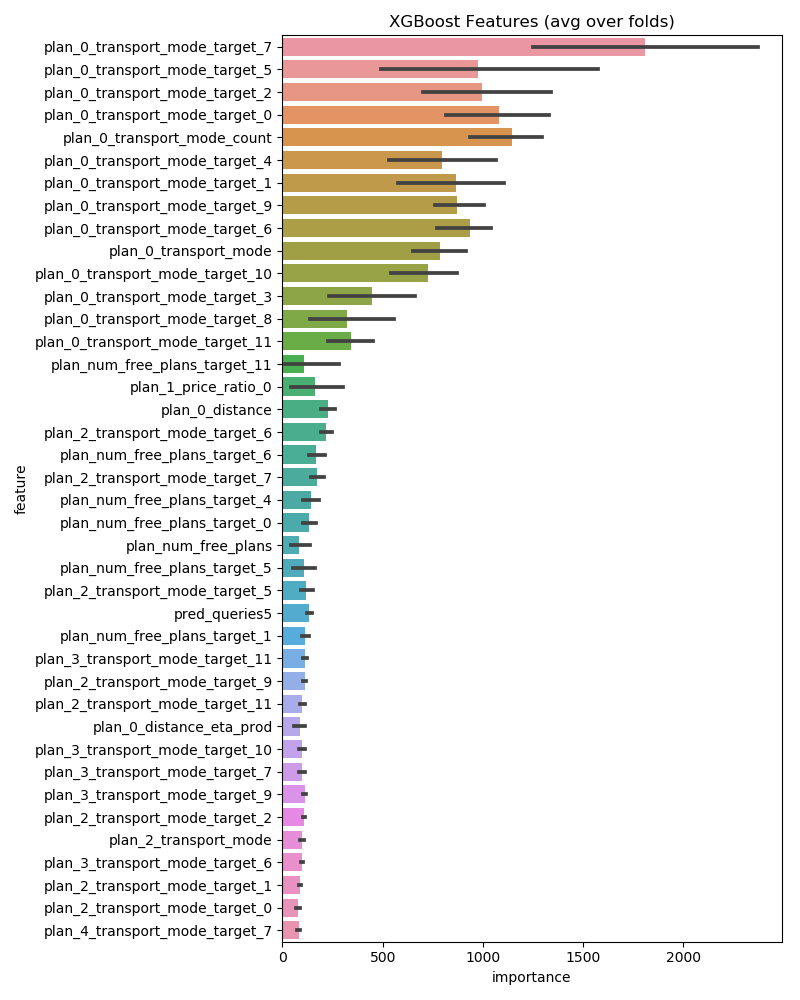 XGBoost Features (avg over folds)
plan_0_transport_mode_target_7
plan_0_transport_mode_target_5
plan_0_transport_mode_target_2
plan_0_transport_mode_target_0
plan_0_transport_mode_count
plan_0_transport_mode_target_4
plan_0_transport_mode_target_1
plan_0_transport_mode_target_9
plan_0_transport_mode_target_6
plan_0_transport_mode
plan_0_transport_mode_target_10
plan_0_transport_mode_target_3
plan_0_transport_mode_target_8
plan_0_transport_mode_target_11
plan_num_free_plans_target_11
plan_1_price_ratio_0
plan_0_distance
plan_2_transport_mode_target_6
plan_num_free_plans_target_6
plan_2_transport_mode_target_7
plan_num_free_plans_target_4
plan_num_free_plans_target_0
plan_num_free_plans
plan_num_free_plans_target_5
plan_2_transport_mode_target_5
pred_queries5
plan_num_free_plans_target_1
plan_3_transport_mode_target_11
plan_2_transport_mode_target_9
plan_2_transport_mode_target_11
plan_0_distance_eta_prod
plan_3_transport_mode_target_10
plan_3_transport_mode_target_7
plan_3_transport_mode_target_9
plan_2_transport_mode_target_2
plan_2_transport_mode
plan_3_transport_mode_target_6
plan_2_transport_mode_target_1
plan_2_transport_mode_target_0
plan_4_transport_mode_target_7
feature
0 500 1000 1500 2000
importance